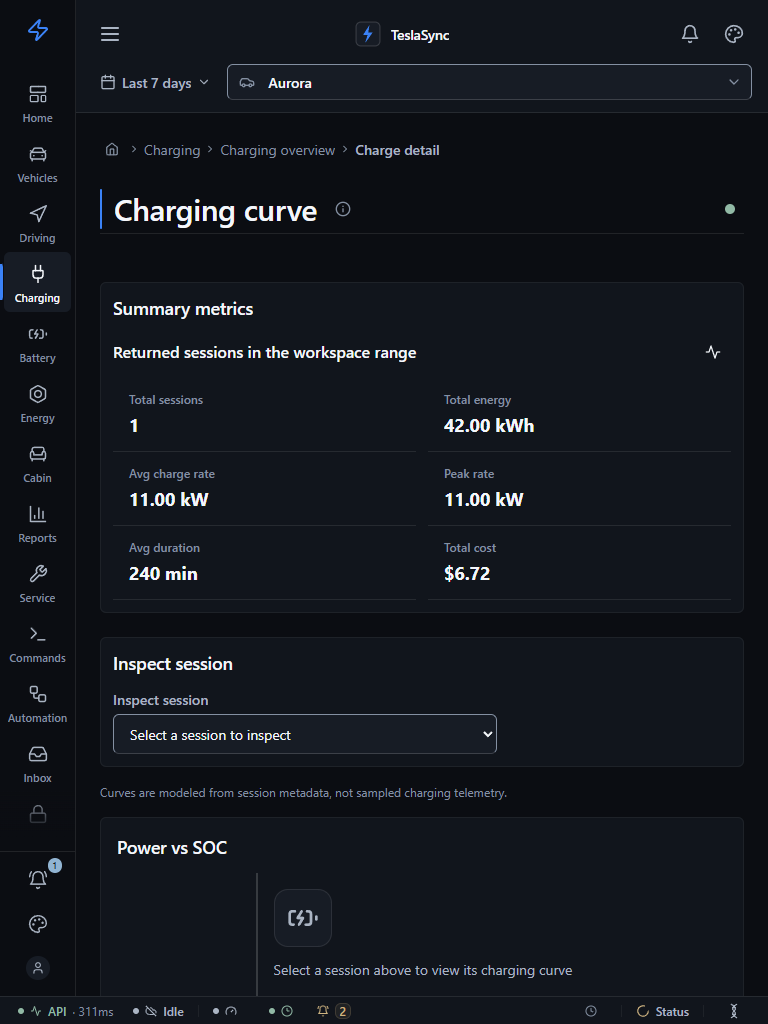 TeslaSync
Last 7 days
Aurora
Home
Vehicles
Driving
Charging
Battery
Energy
Cabin
Reports
Service
Commands
Automation
Inbox
1
Charging > Charging overview > Charge detail
Charging curve
Summary metrics
Returned sessions in the workspace range
Total sessions
1
Total energy
42.00 kWh
Avg charge rate
11.00 kW
Peak rate
11.00 kW
Avg duration
240 min
Total cost
$6.72
Inspect session
Inspect session
Select a session to inspect
Curves are modeled from session metadata, not sampled charging telemetry.
Power vs SOC
Select a session above to view its charging curve
API · 311ms
Idle
2
Status